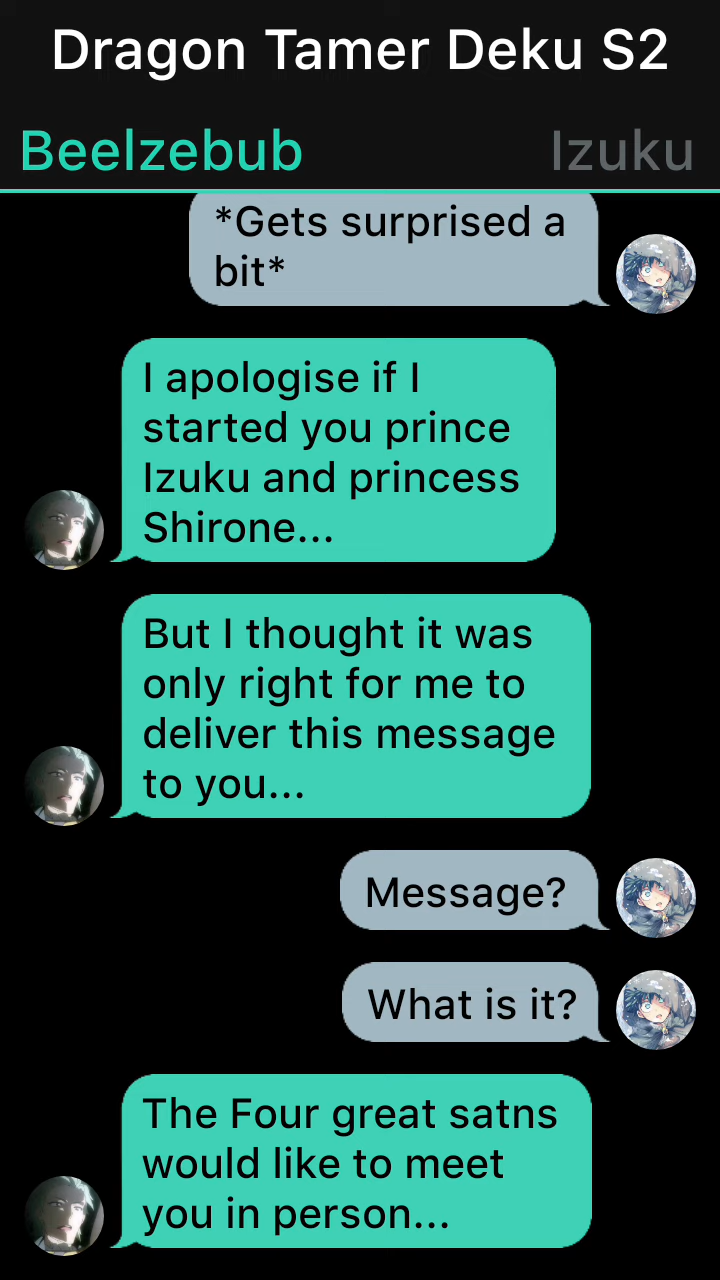 Dragon Tamer Deku S2
Beelzebub
Izuku
*Gets surprised a
bit*
I apologise if I
started you prince
Izuku and princess
Shirone...
But I thought it was
only right for me to
deliver this message
to you...
Message?
What is it?
The Four great satns
would like to meet
you in person...